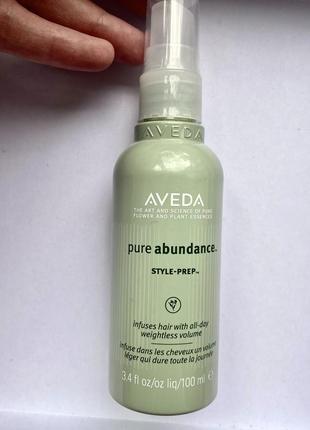 AVEDA
AVEDA
THE ART AND SCIENCE OF PURE
FLOWER AND PLANT ESSENCES
pure abundance™
STYLE-PREP™
infuses hair with all-day
weightless volume
infuse dans les cheveux un volume
léger qui dure toute la journée
3.4 fl oz/oz liq/100 ml e